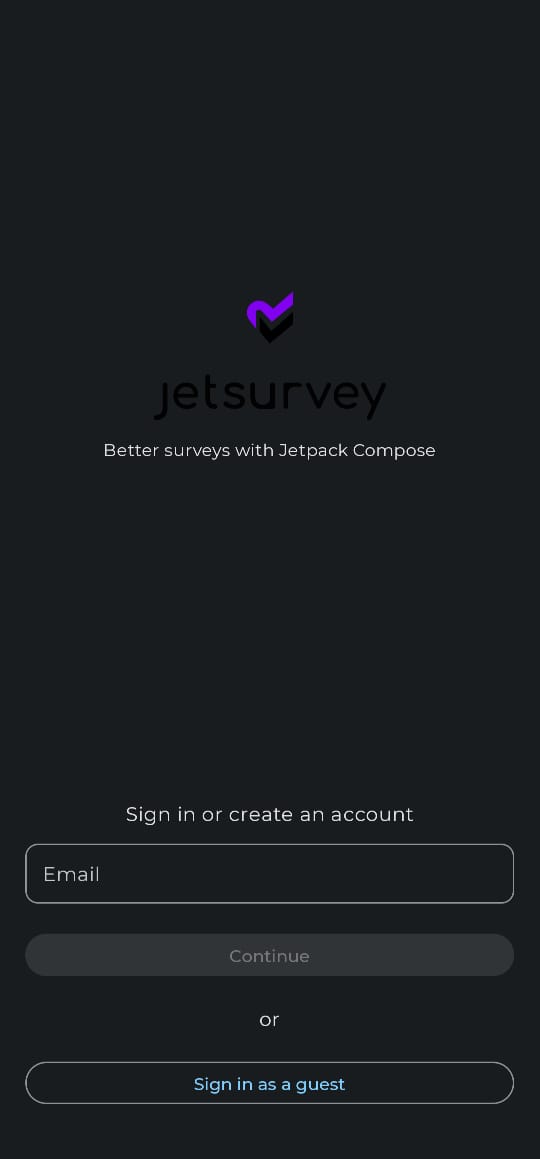 jetsurvey
Better surveys with Jetpack Compose
Sign in or create an account
Email
Continue
or
Sign in as a guest